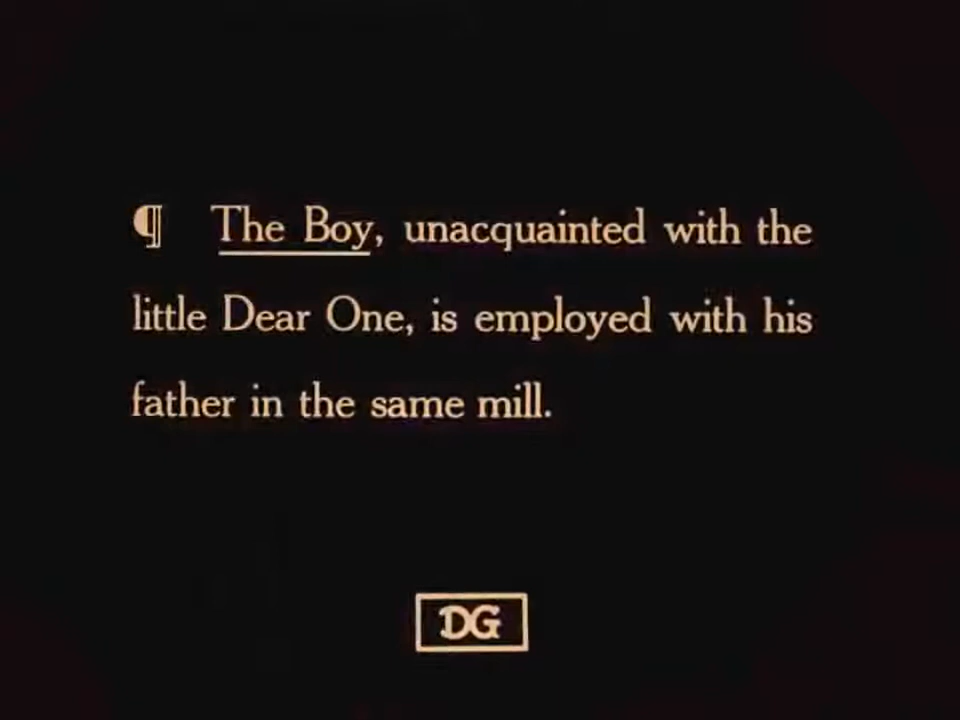 ¶ The Boy, unacquainted with the
little Dear One, is employed with his
father in the same mill.
DG